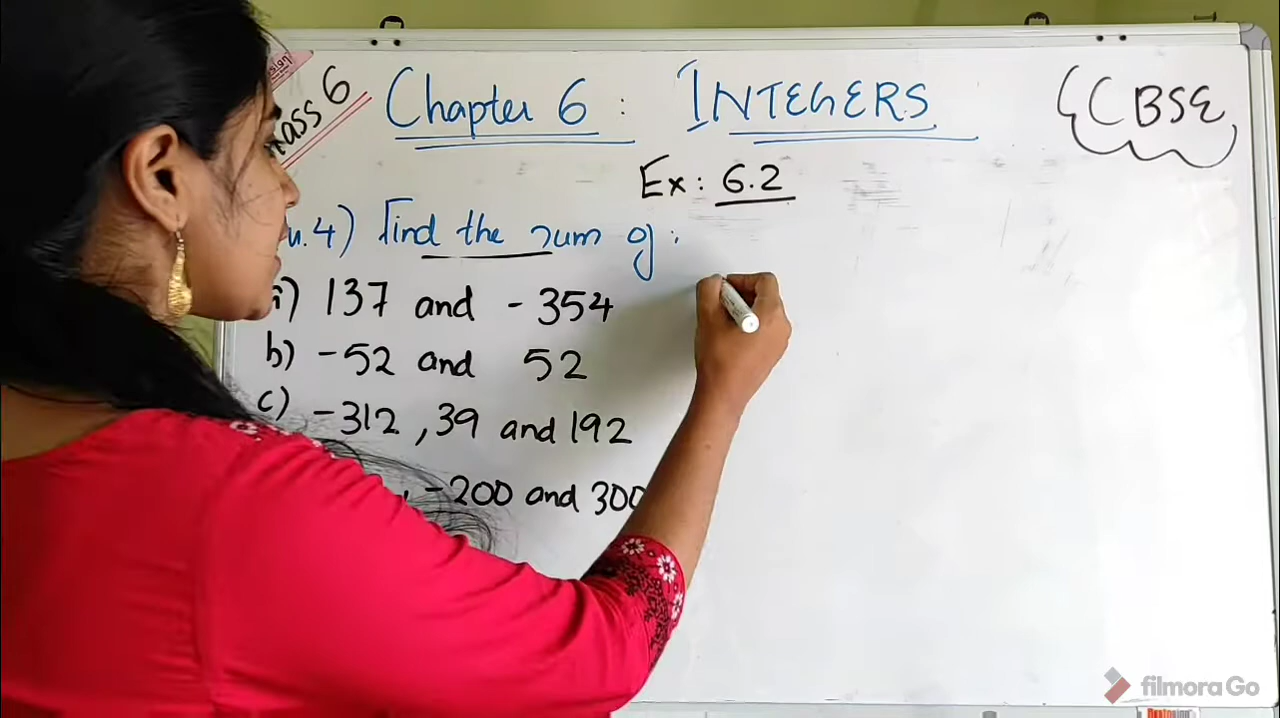 Class 6
Chapter 6 : INTEGERS
CBSE
Ex: 6.2
4) Find the sum of:
a) 137 and - 354
b) -52 and 52
c) -312 , 39 and 192
, -200 and 300
filmora Go